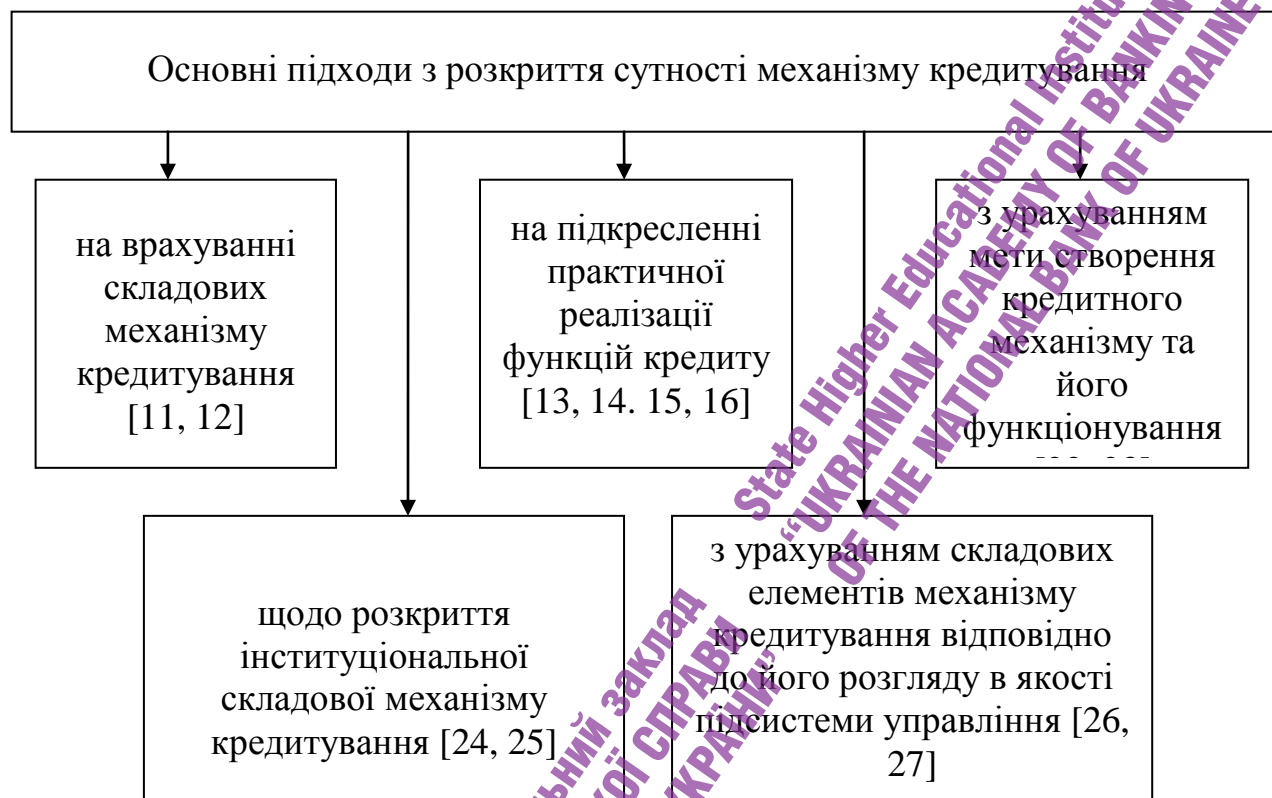 Основні підходи з розкриття сутності механізму кредитування
на врахуванні
складових
механізму
кредитування
[11, 12]
на підкресленні
практичної
реалізації
функцій кредиту
[13, 14. 15, 16]
з урахуванням
мети створення
кредитного
механізму та
його
функціонування
щодо розкриття
інституціональної
складової механізму
кредитування [24, 25]
з урахуванням складових
елементів механізму
кредитування відповідно
до його розгляду в якості
підсистеми управління [26,
27]
State Higher Educational
“UKRAINIAN ACADEMY OF
OF THE NATIONAL BANK OF UKRAINE
заклад
СПРАВИ